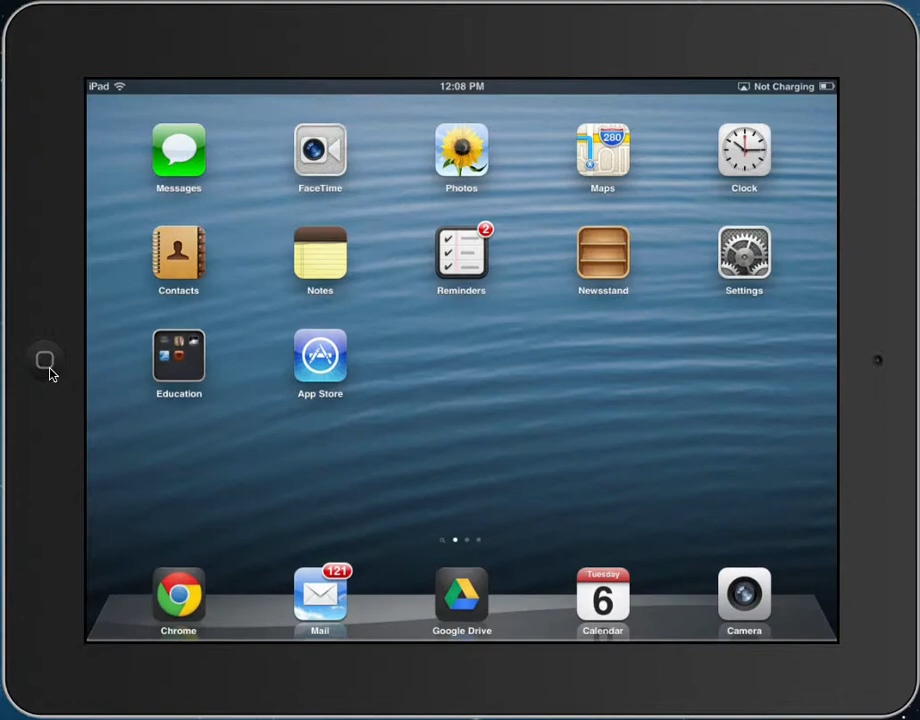 iPad 12:08 PM Not Charging
280
Messages FaceTime Photos Maps Clock
2
Contacts Notes Reminders Newsstand Settings
Education App Store
121
Tuesday
6
Chrome Mail Google Drive Calendar Camera